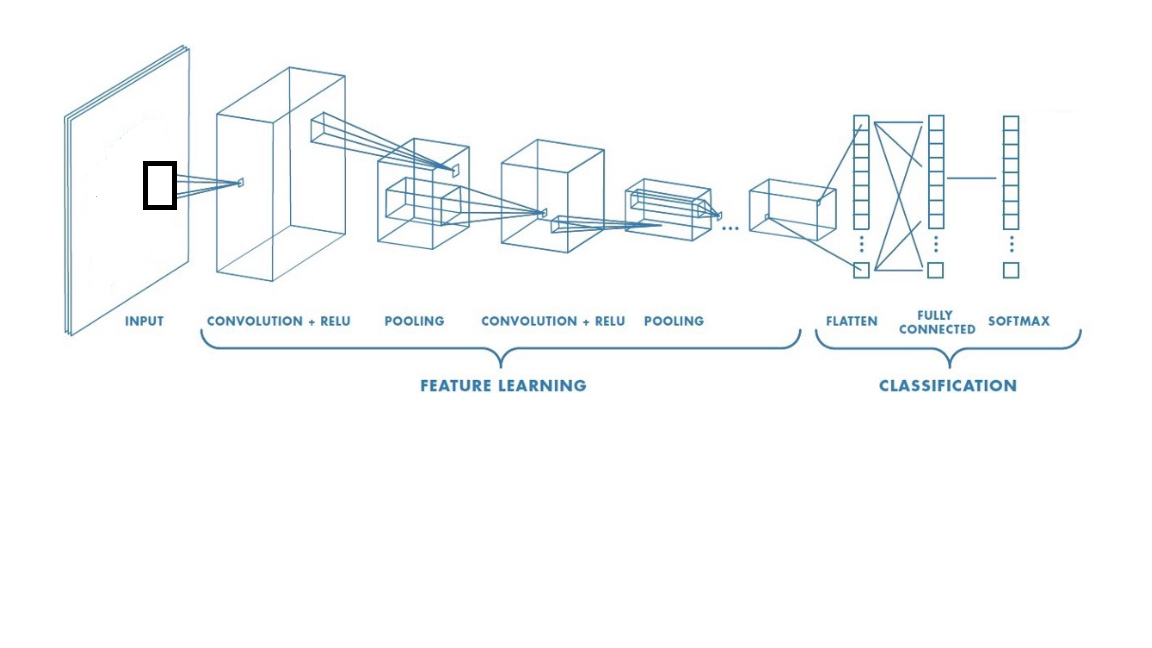 INPUT
CONVOLUTION + RELU
POOLING
CONVOLUTION + RELU
POOLING
FLATTEN
FULLY
CONNECTED
SOFTMAX
FEATURE LEARNING
CLASSIFICATION